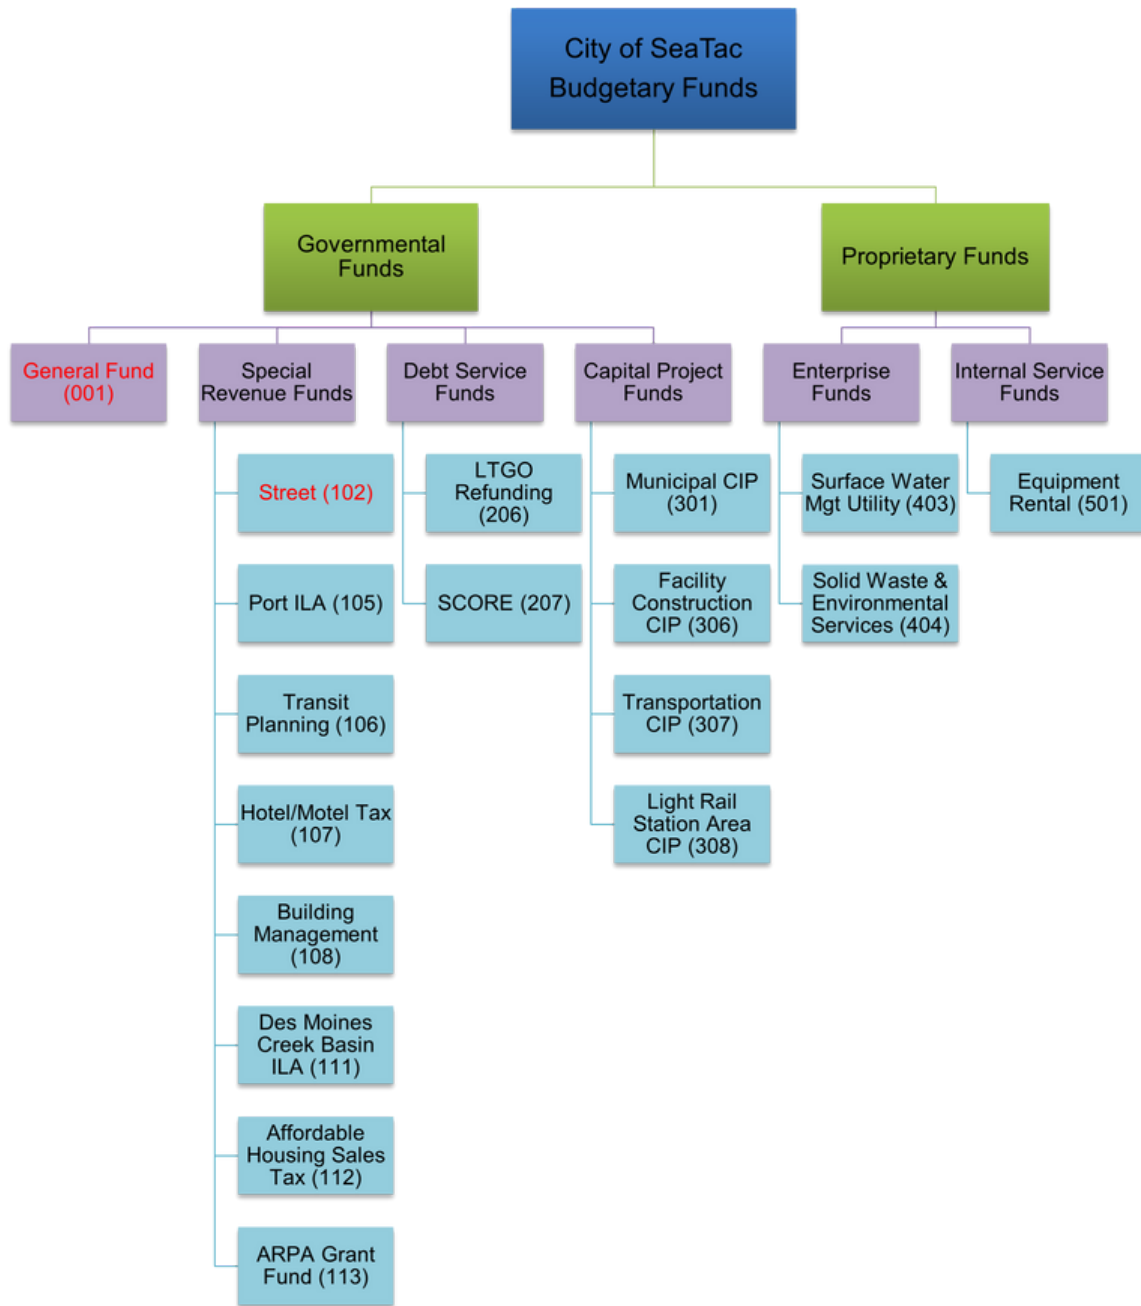 City of SeaTac
Budgetary Funds
Governmental
Funds
Proprietary Funds
General Fund
(001)
Special
Revenue Funds
Debt Service
Funds
Capital Project
Funds
Enterprise
Funds
Internal Service
Funds
Street (102)
Port ILA (105)
Transit
Planning (106)
Hotel/Motel Tax
(107)
Building
Management
(108)
Des Moines
Creek Basin
ILA (111)
Affordable
Housing Sales
Tax (112)
ARPA Grant
Fund (113)
LTGO
Refunding
(206)
SCORE (207)
Municipal CIP
(301)
Facility
Construction
CIP (306)
Transportation
CIP (307)
Light Rail
Station Area
CIP (308)
Surface Water
Mgt Utility (403)
Solid Waste &
Environmental
Services (404)
Equipment
Rental (501)